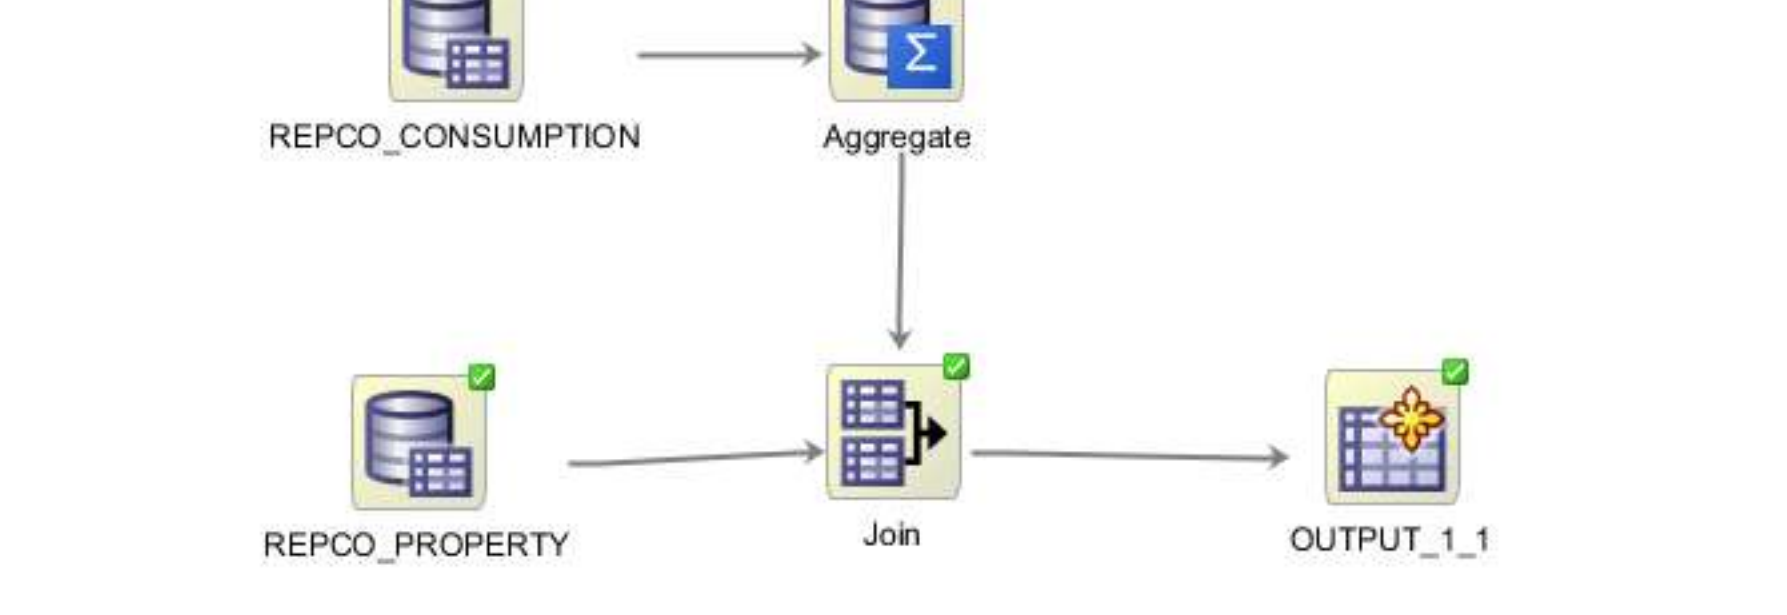 Σ
REPCO_CONSUMPTION
Aggregate
REPCO_PROPERTY
Join
OUTPUT_1_1